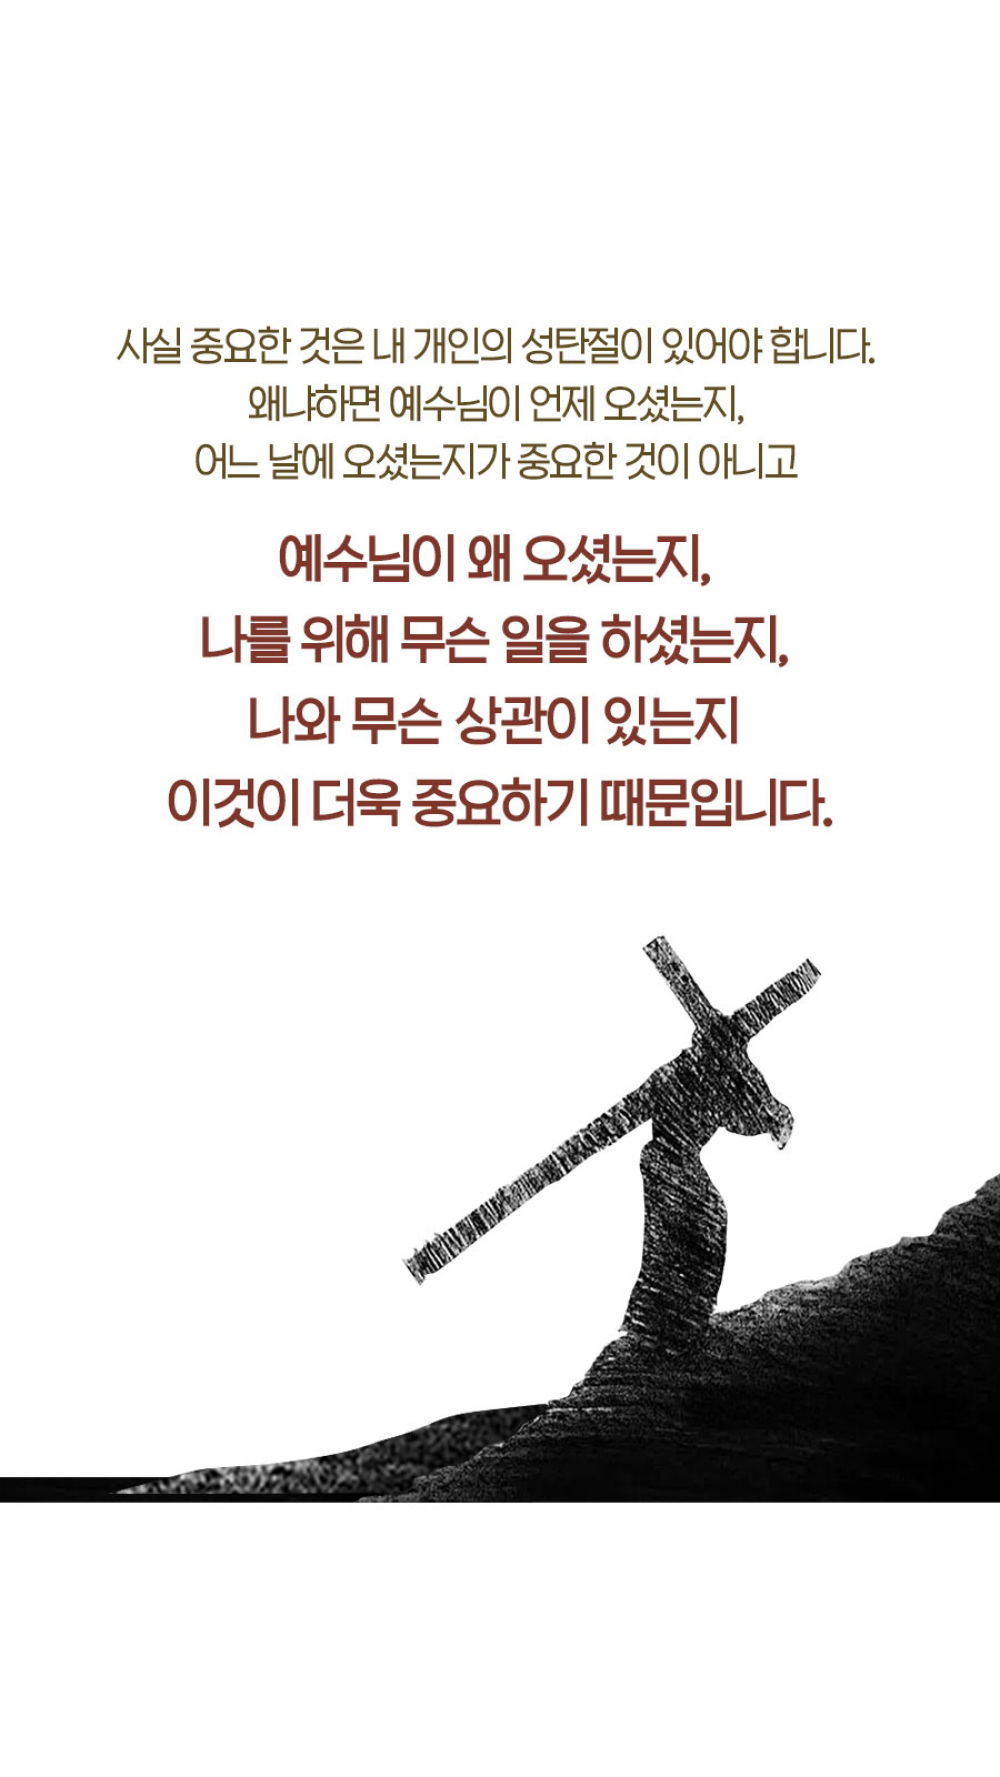 사실 중요한 것은 내 개인의 성탄절이 있어야 합니다.
왜냐하면 예수님이 언제 오셨는지,
어느 날에 오셨는지가 중요한 것이 아니고
예수님이 왜 오셨는지,
나를 위해 무슨 일을 하셨는지,
나와 무슨 상관이 있는지
이것이 더욱 중요하기 때문입니다.